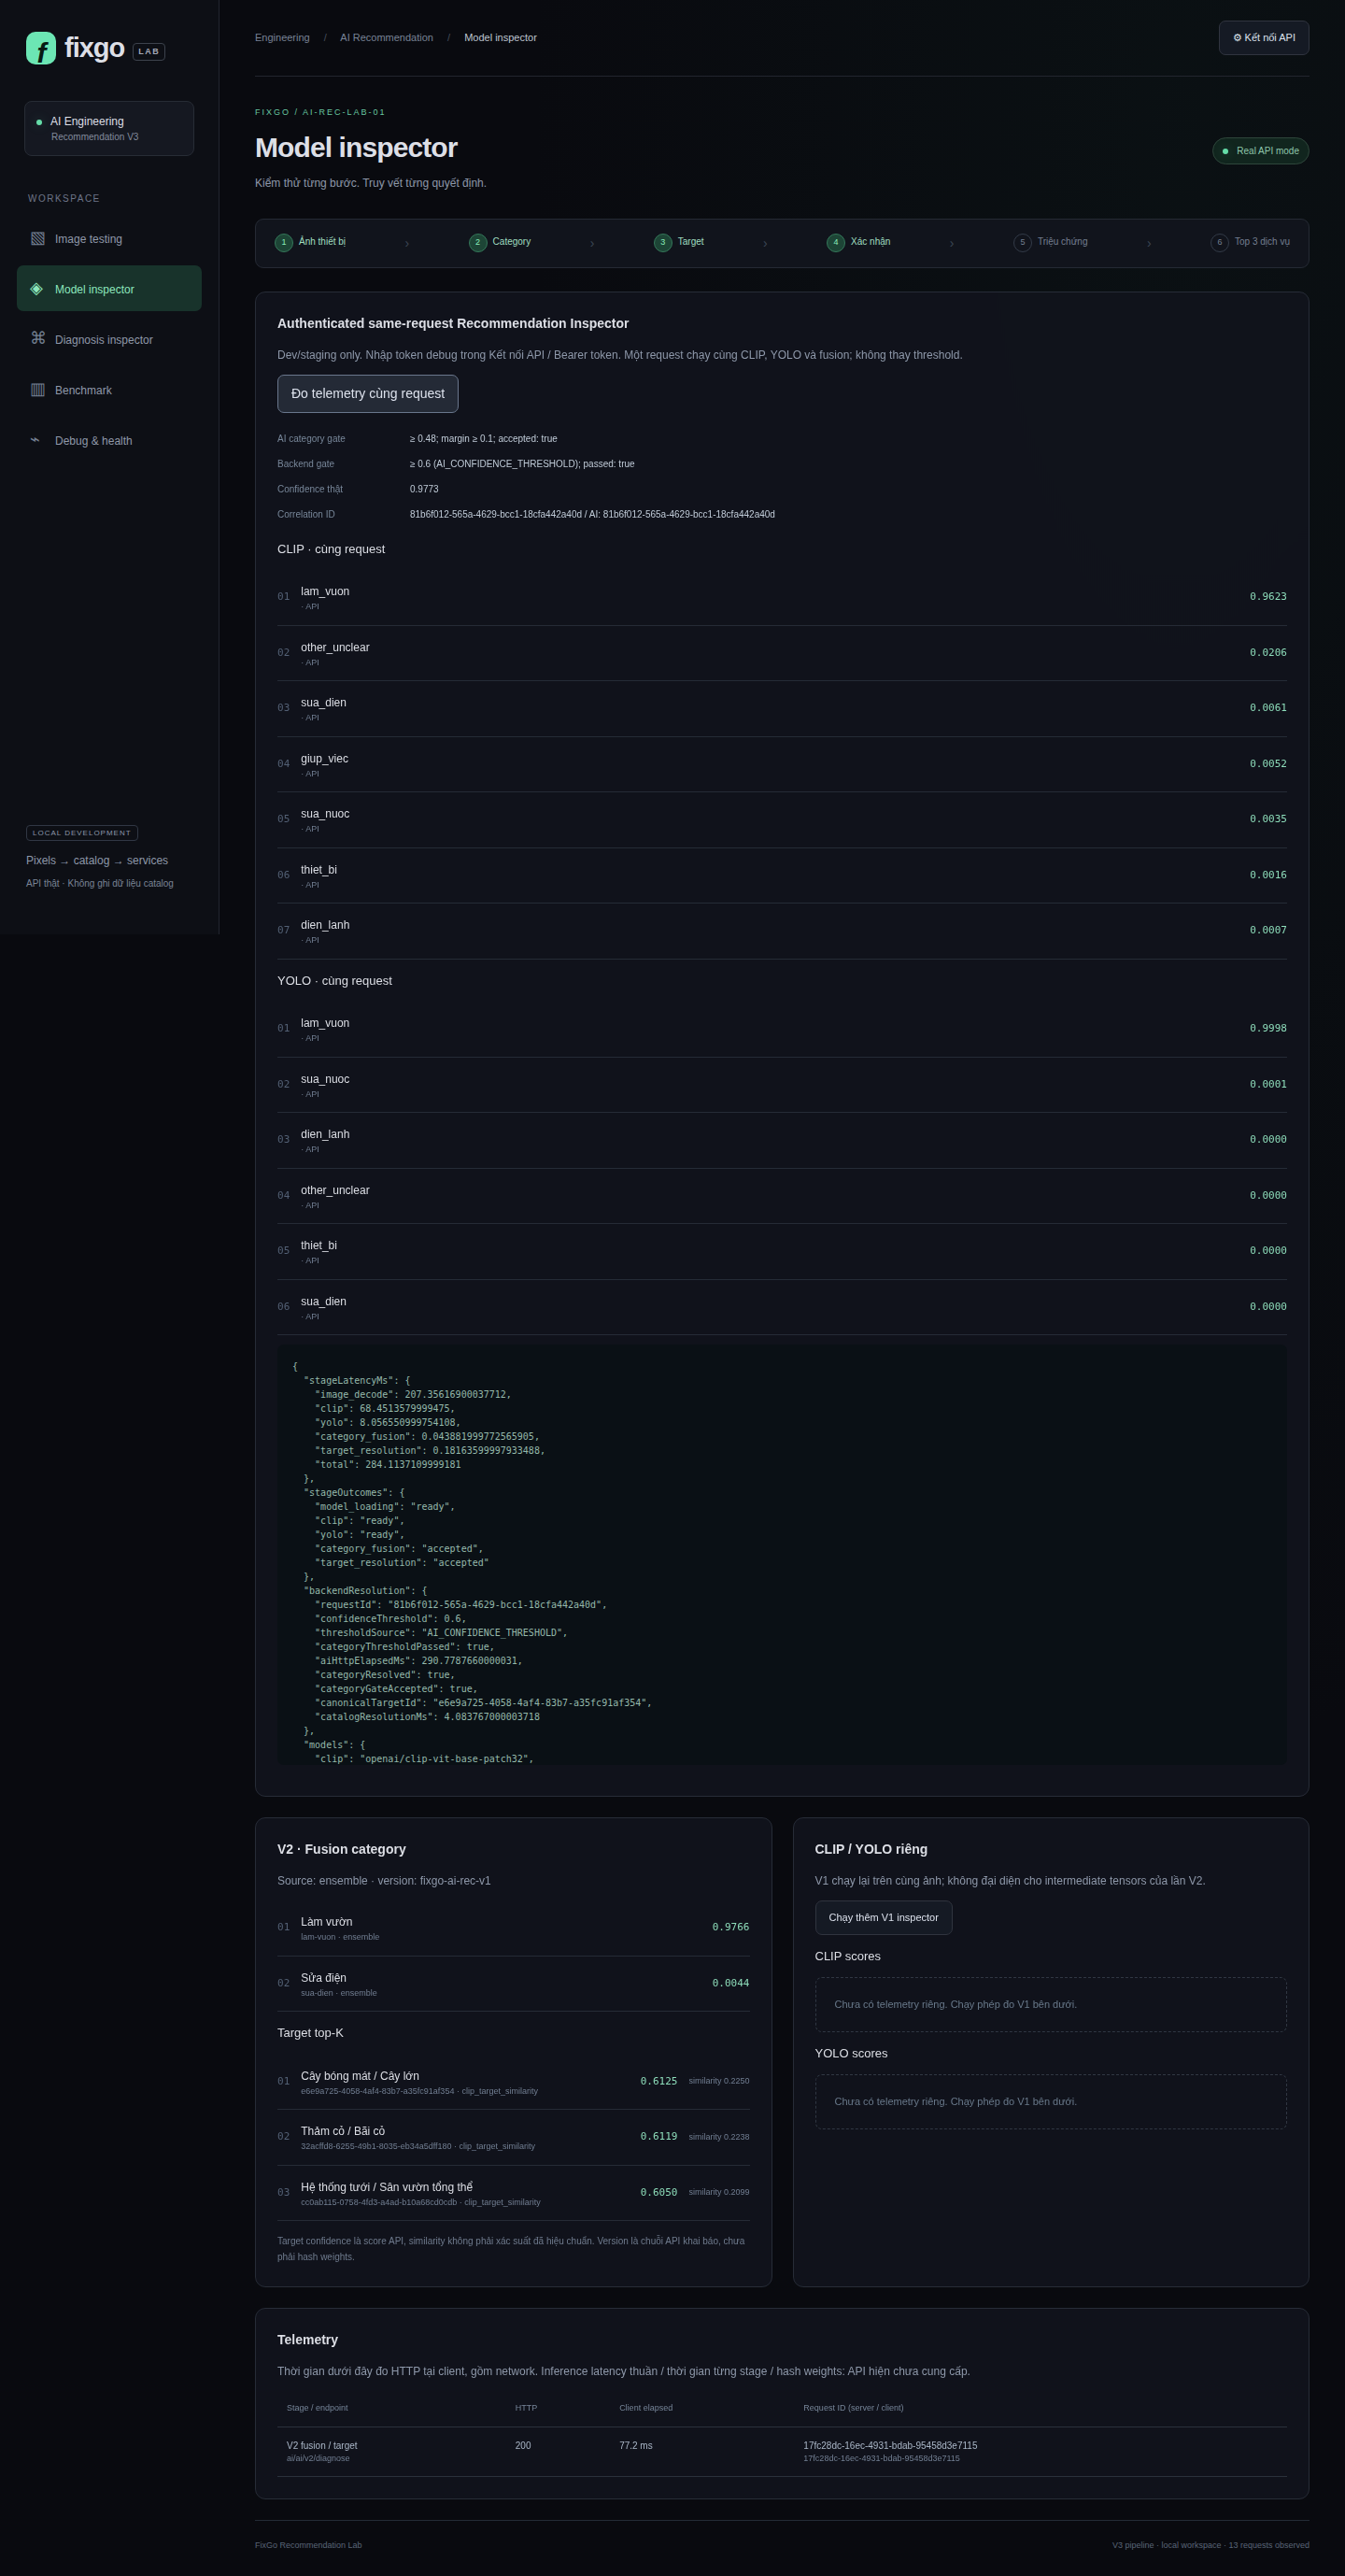 fixgo LAB
AI Engineering
Recommendation V3
WORKSPACE
Image testing
Model inspector
Diagnosis inspector
Benchmark
Debug & health
LOCAL DEVELOPMENT
Pixels → catalog → services
API thật · Không ghi dữ liệu catalog
Engineering / AI Recommendation / Model inspector
⚙ Kết nối API
FIXGO / AI-REC-LAB-01
Model inspector
Real API mode
Kiểm thử từng bước. Truy vết từng quyết định.
1 Ảnh thiết bị › 2 Category › 3 Target › 4 Xác nhận › 5 Triệu chứng › 6 Top 3 dịch vụ
Authenticated same-request Recommendation Inspector
Dev/staging only. Nhập token debug trong Kết nối API / Bearer token. Một request chạy cùng CLIP, YOLO và fusion; không thay threshold.
Đo telemetry cùng request
AI category gate ≥ 0.48; margin ≥ 0.1; accepted: true
Backend gate ≥ 0.6 (AI_CONFIDENCE_THRESHOLD); passed: true
Confidence thật 0.9773
Correlation ID 81b6f012-565a-4629-bcc1-18cfa442a40d / AI: 81b6f012-565a-4629-bcc1-18cfa442a40d
CLIP · cùng request
01 lam_vuon 0.9623
· API
02 other_unclear 0.0206
· API
03 sua_dien 0.0061
· API
04 giup_viec 0.0052
· API
05 sua_nuoc 0.0035
· API
06 thiet_bi 0.0016
· API
07 dien_lanh 0.0007
· API
YOLO · cùng request
01 lam_vuon 0.9998
· API
02 sua_nuoc 0.0001
· API
03 dien_lanh 0.0000
· API
04 other_unclear 0.0000
· API
05 thiet_bi 0.0000
· API
06 sua_dien 0.0000
· API
{
"stageLatencyMs": {
"image_decode": 207.35616900037712,
"clip": 68.4513579999475,
"yolo": 8.056550999754108,
"category_fusion": 0.043881999772565905,
"target_resolution": 0.18163599997933488,
"total": 284.1137109999181
},
"stageOutcomes": {
"model_loading": "ready",
"clip": "ready",
"yolo": "ready",
"category_fusion": "accepted",
"target_resolution": "accepted"
},
"backendResolution": {
"requestId": "81b6f012-565a-4629-bcc1-18cfa442a40d",
"confidenceThreshold": 0.6,
"thresholdSource": "AI_CONFIDENCE_THRESHOLD",
"categoryThresholdPassed": true,
"aiHttpElapsedMs": 290.7787660000031,
"categoryResolved": true,
"categoryGateAccepted": true,
"canonicalTargetId": "e6e9a725-4058-4af4-83b7-a35fc91af354",
"catalogResolutionMs": 4.083767000003718
},
"models": {
"clip": "openai/clip-vit-base-patch32",
V2 · Fusion category
Source: ensemble · version: fixgo-ai-rec-v1
01 Làm vườn 0.9766
lam-vuon · ensemble
02 Sửa điện 0.0044
sua-dien · ensemble
Target top-K
01 Cây bóng mát / Cây lớn 0.6125 similarity 0.2250
e6e9a725-4058-4af4-83b7-a35fc91af354 · clip_target_similarity
02 Thảm cỏ / Bãi cỏ 0.6119 similarity 0.2238
32acffd8-6255-49b1-8035-eb34a5dff180 · clip_target_similarity
03 Hệ thống tưới / Sân vườn tổng thể 0.6050 similarity 0.2099
cc0ab115-0758-4fd3-a4ad-b10a68cd0cdb · clip_target_similarity
Target confidence là score API, similarity không phải xác suất đã hiệu chuẩn. Version là chuỗi API khai báo, chưa
phải hash weights.
CLIP / YOLO riêng
V1 chạy lại trên cùng ảnh; không đại diện cho intermediate tensors của lần V2.
Chạy thêm V1 inspector
CLIP scores
Chưa có telemetry riêng. Chạy phép đo V1 bên dưới.
YOLO scores
Chưa có telemetry riêng. Chạy phép đo V1 bên dưới.
Telemetry
Thời gian dưới đây đo HTTP tại client, gồm network. Inference latency thuần / thời gian từng stage / hash weights: API hiện chưa cung cấp.
Stage / endpoint HTTP Client elapsed Request ID (server / client)
V2 fusion / target 200 77.2 ms 17fc28dc-16ec-4931-bdab-95458d3e7115
ai/ai/v2/diagnose 17fc28dc-16ec-4931-bdab-95458d3e7115
FixGo Recommendation Lab
V3 pipeline · local workspace · 13 requests observed